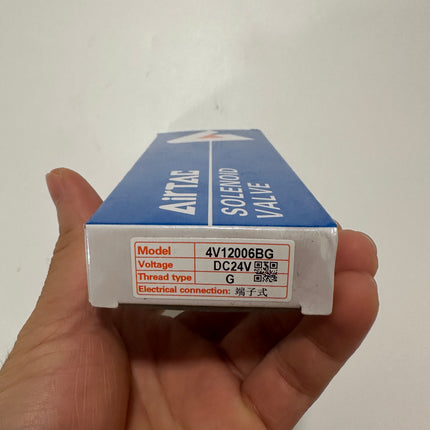 AirTAC
SOLENOID
VALVE
Model 4V12006BG
Voltage DC24V
Thread type G
Electrical connection: 端子式